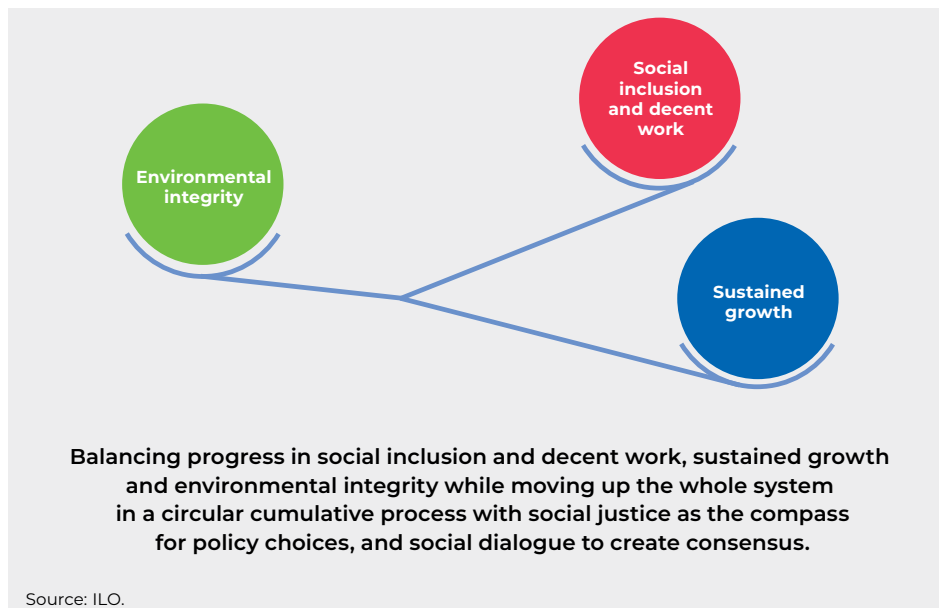 Social
inclusion
and decent
work
Environmental
integrity
Sustained
growth
Balancing progress in social inclusion and decent work, sustained growth
and environmental integrity while moving up the whole system
in a circular cumulative process with social justice as the compass
for policy choices, and social dialogue to create consensus.
Source: ILO.